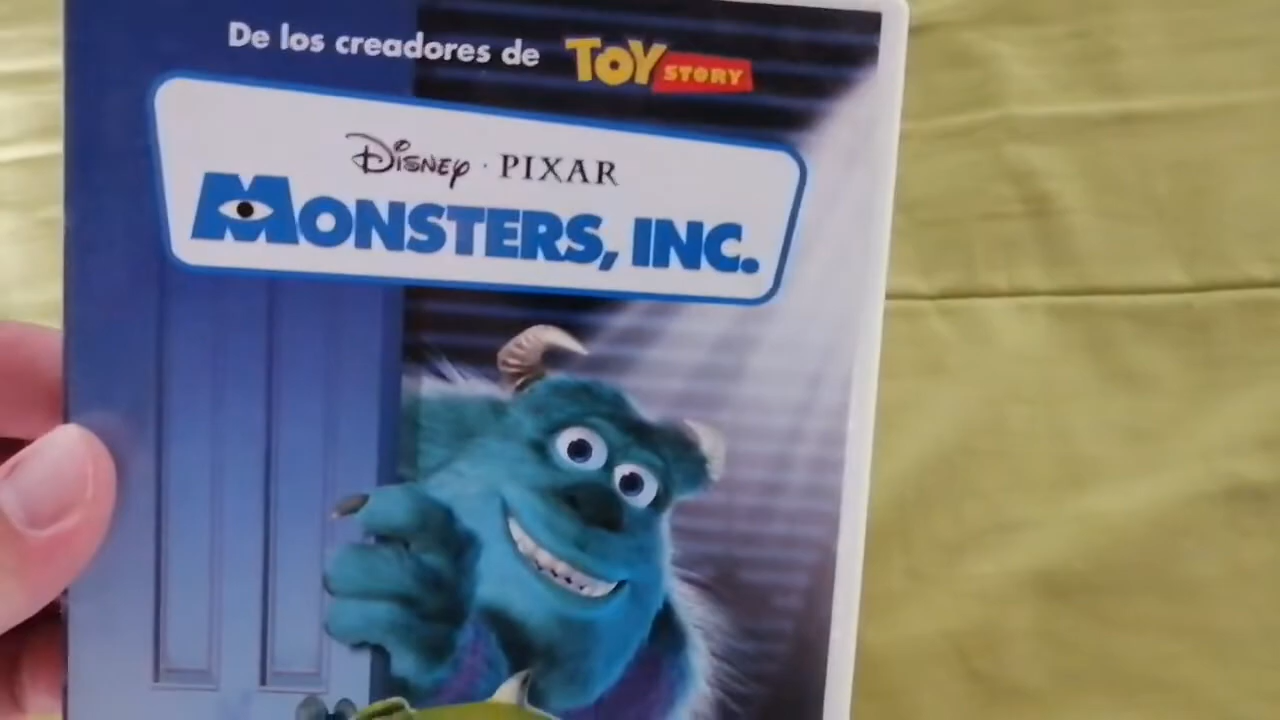 De los creadores de TOY STORY
DISNEY · PIXAR
MONSTERS, INC.